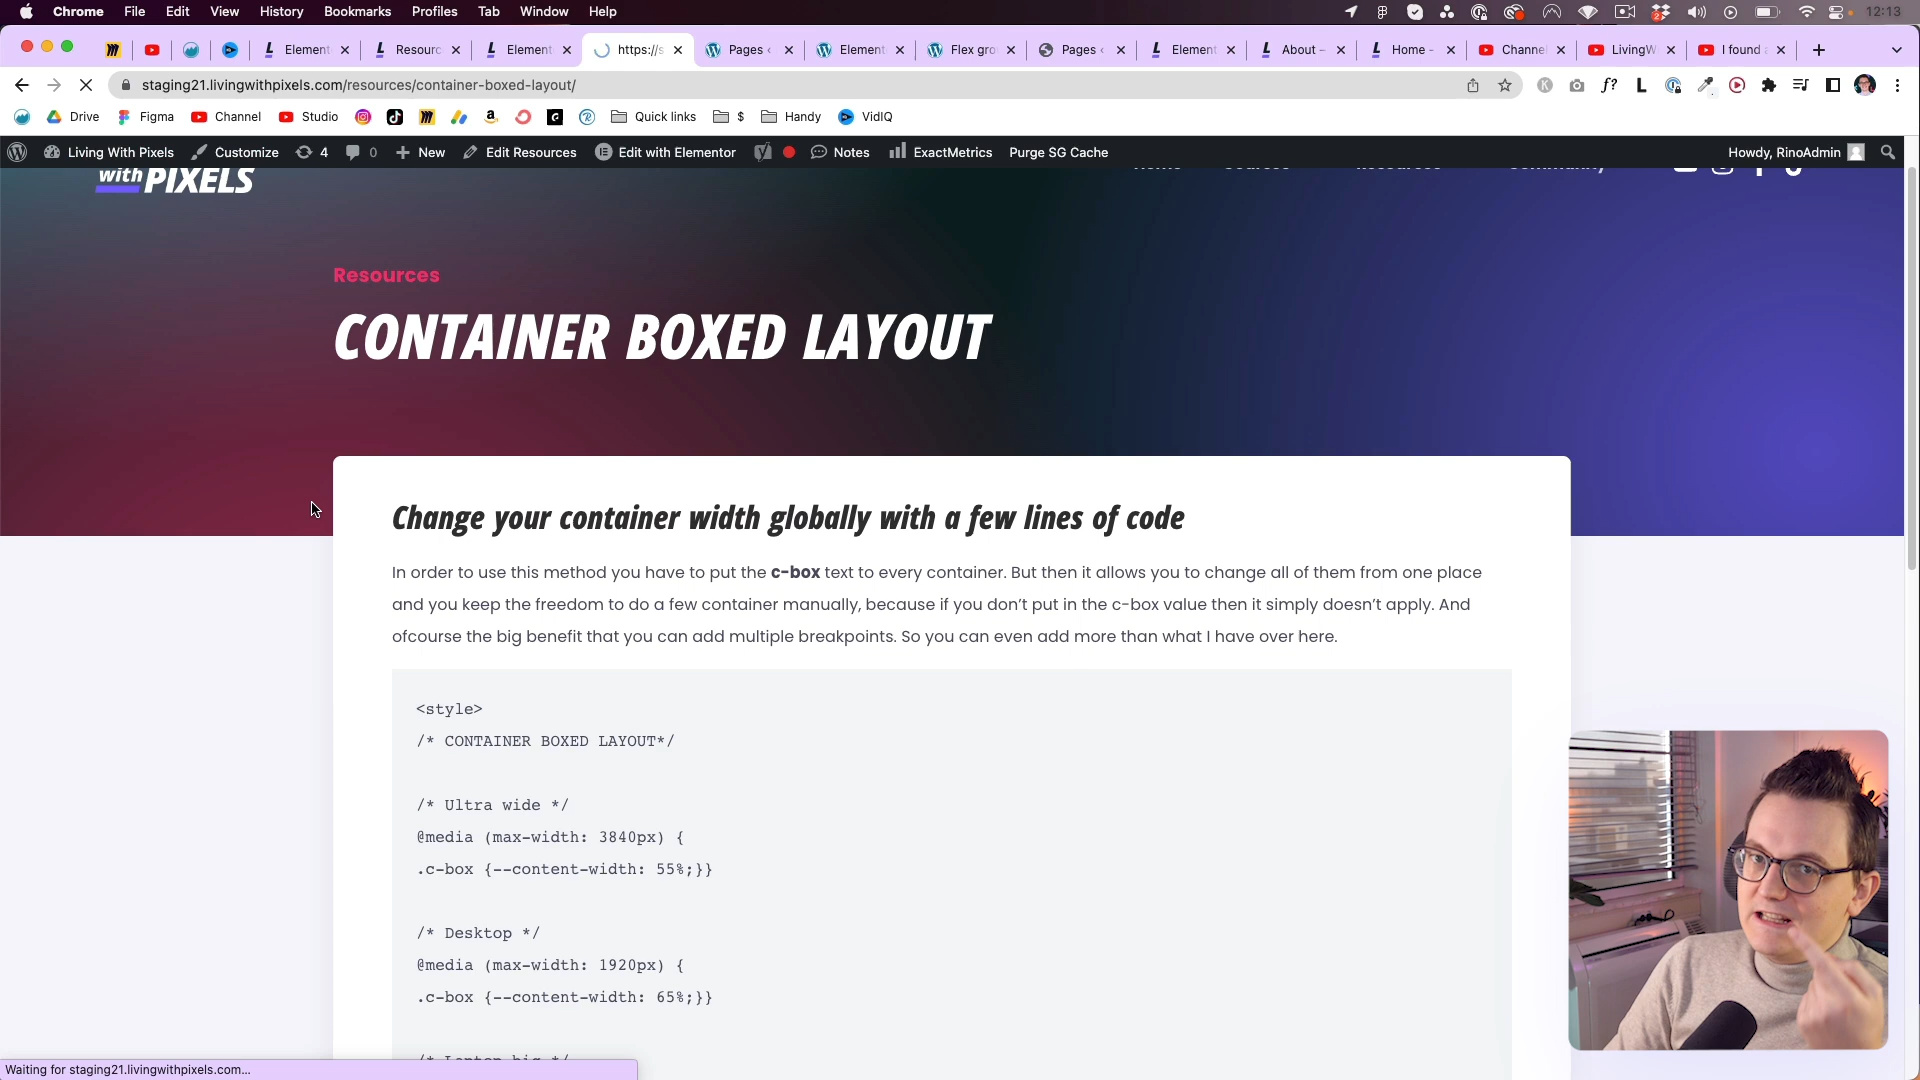 Chrome File Edit View History Bookmarks Profiles Tab Window Help 12:13
Element Resourc Element https://s Pages Element Flex gro Pages Element About - Home - Channe LivingW I found a
staging21.livingwithpixels.com/resources/container-boxed-layout/
Drive Figma Channel Studio Quick links $ Handy VidIQ
Living With Pixels Customize 4 0 New Edit Resources Edit with Elementor Notes ExactMetrics Purge SG Cache Howdy, RinoAdmin
with PIXELS
Resources
CONTAINER BOXED LAYOUT
Change your container width globally with a few lines of code
In order to use this method you have to put the c-box text to every container. But then it allows you to change all of them from one place
and you keep the freedom to do a few container manually, because if you don’t put in the c-box value then it simply doesn’t apply. And
ofcourse the big benefit that you can add multiple breakpoints. So you can even add more than what I have over here.
<style>
/* CONTAINER BOXED LAYOUT*/
/* Ultra wide */
@media (max-width: 3840px) {
.c-box {--content-width: 55%;}}
/* Desktop */
@media (max-width: 1920px) {
.c-box {--content-width: 65%;}}
/* Laptop big */
Waiting for staging21.livingwithpixels.com...